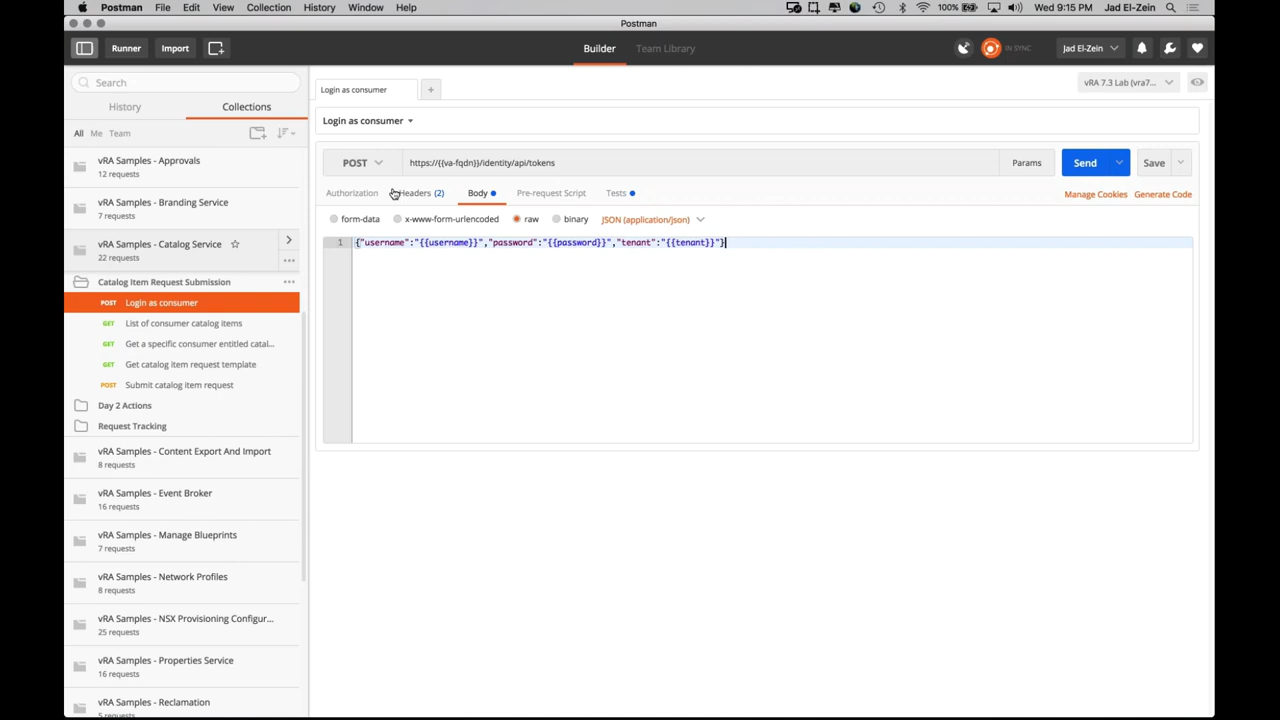 Postman File Edit View Collection History Window Help 100% Wed 9:15 PM Jad El-Zein
Postman
Runner Import Builder Team Library IN SYNC Jad El-Zein
Search
History Collections
All Me Team
vRA Samples - Approvals
12 requests
vRA Samples - Branding Service
7 requests
vRA Samples - Catalog Service
22 requests
Catalog Item Request Submission
POST Login as consumer
GET List of consumer catalog items
GET Get a specific consumer entitled catal...
GET Get catalog item request template
POST Submit catalog item request
Day 2 Actions
Request Tracking
vRA Samples - Content Export And Import
8 requests
vRA Samples - Event Broker
16 requests
vRA Samples - Manage Blueprints
7 requests
vRA Samples - Network Profiles
8 requests
vRA Samples - NSX Provisioning Configur...
25 requests
vRA Samples - Properties Service
16 requests
vRA Samples - Reclamation
5 requests
Login as consumer + vRA 7.3 Lab (vra7...
Login as consumer
POST https://{{va-fqdn}}/identity/api/tokens Params Send Save
Authorization Headers (2) Body Pre-request Script Tests Manage Cookies Generate Code
form-data x-www-form-urlencoded raw binary JSON (application/json)
1 {"username":"{{username}}","password":"{{password}}","tenant":"{{tenant}}"}